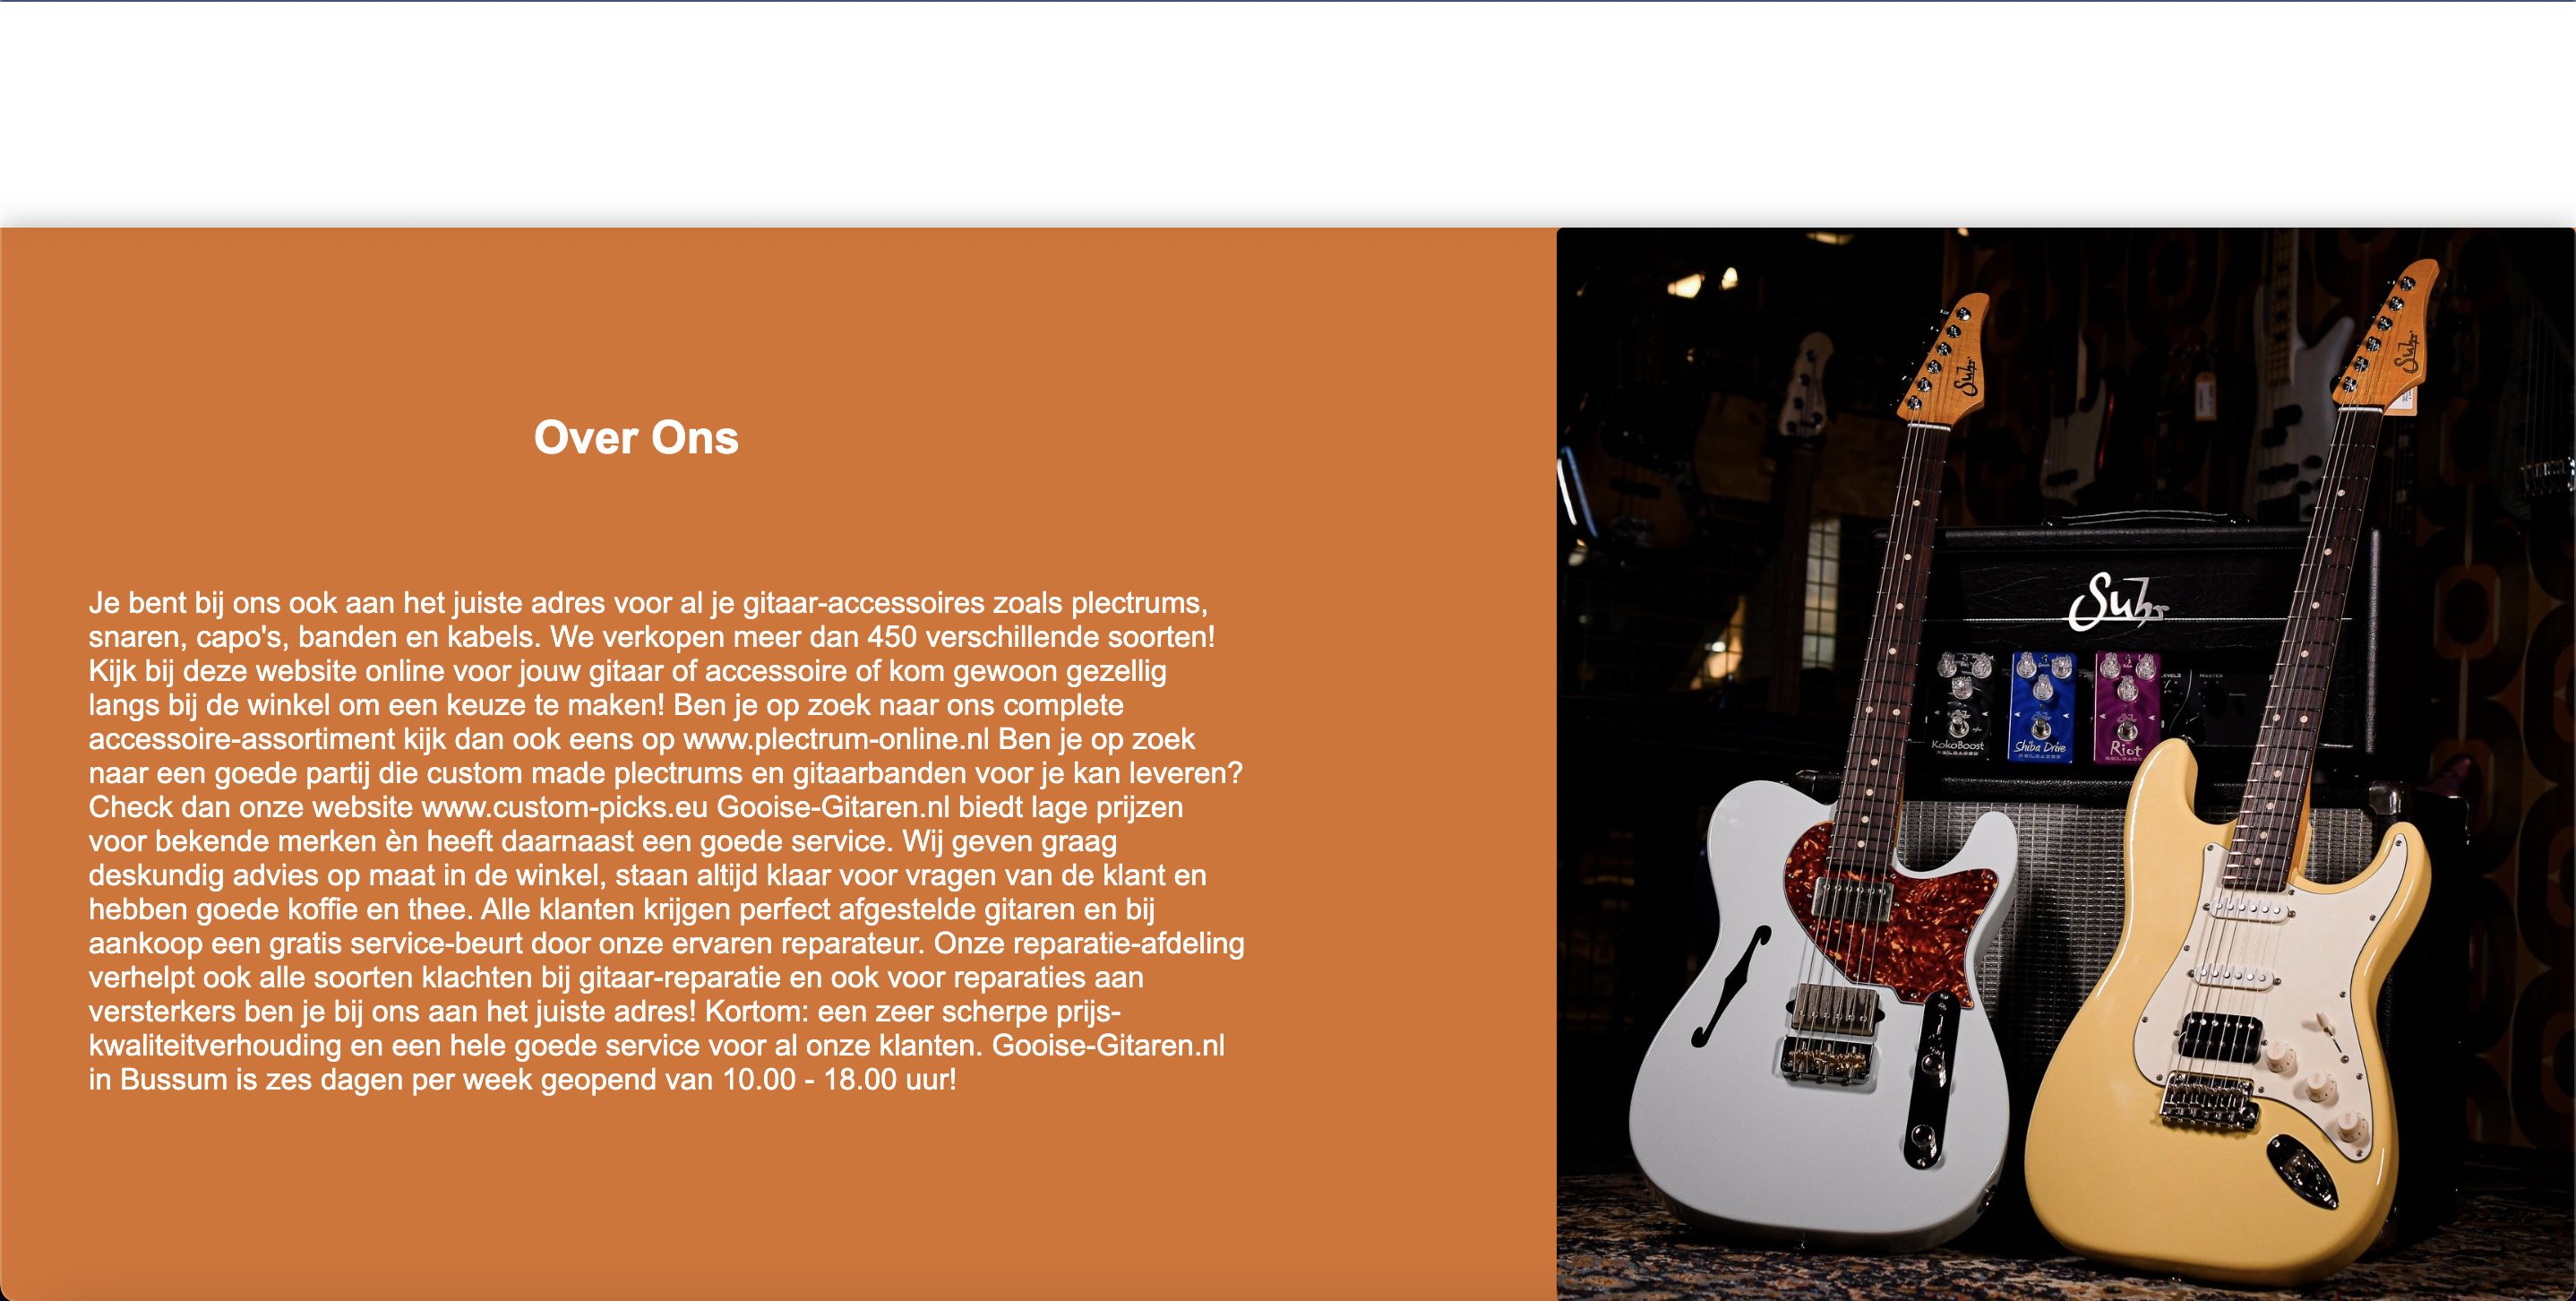 Over Ons
Je bent bij ons ook aan het juiste adres voor al je gitaar-accessoires zoals plectrums,
snaren, capo's, banden en kabels. We verkopen meer dan 450 verschillende soorten!
Kijk bij deze website online voor jouw gitaar of accessoire of kom gewoon gezellig
langs bij de winkel om een keuze te maken! Ben je op zoek naar ons complete
accessoire-assortiment kijk dan ook eens op www.plectrum-online.nl Ben je op zoek
naar een goede partij die custom made plectrums en gitaarbanden voor je kan leveren?
Check dan onze website www.custom-picks.eu Gooise-Gitaren.nl biedt lage prijzen
voor bekende merken èn heeft daarnaast een goede service. Wij geven graag
deskundig advies op maat in de winkel, staan altijd klaar voor vragen van de klant en
hebben goede koffie en thee. Alle klanten krijgen perfect afgestelde gitaren en bij
aankoop een gratis service-beurt door onze ervaren reparateur. Onze reparatie-afdeling
verhelpt ook alle soorten klachten bij gitaar-reparatie en ook voor reparaties aan
versterkers ben je bij ons aan het juiste adres! Kortom: een zeer scherpe prijs-
kwaliteitverhouding en een hele goede service voor al onze klanten. Gooise-Gitaren.nl
in Bussum is zes dagen per week geopend van 10.00 - 18.00 uur!
Suhr
Suhr
Suhr
MASTER
KokoBoost
RELOADED
Shiba Drive
RELOADED
Riot
RELOADED